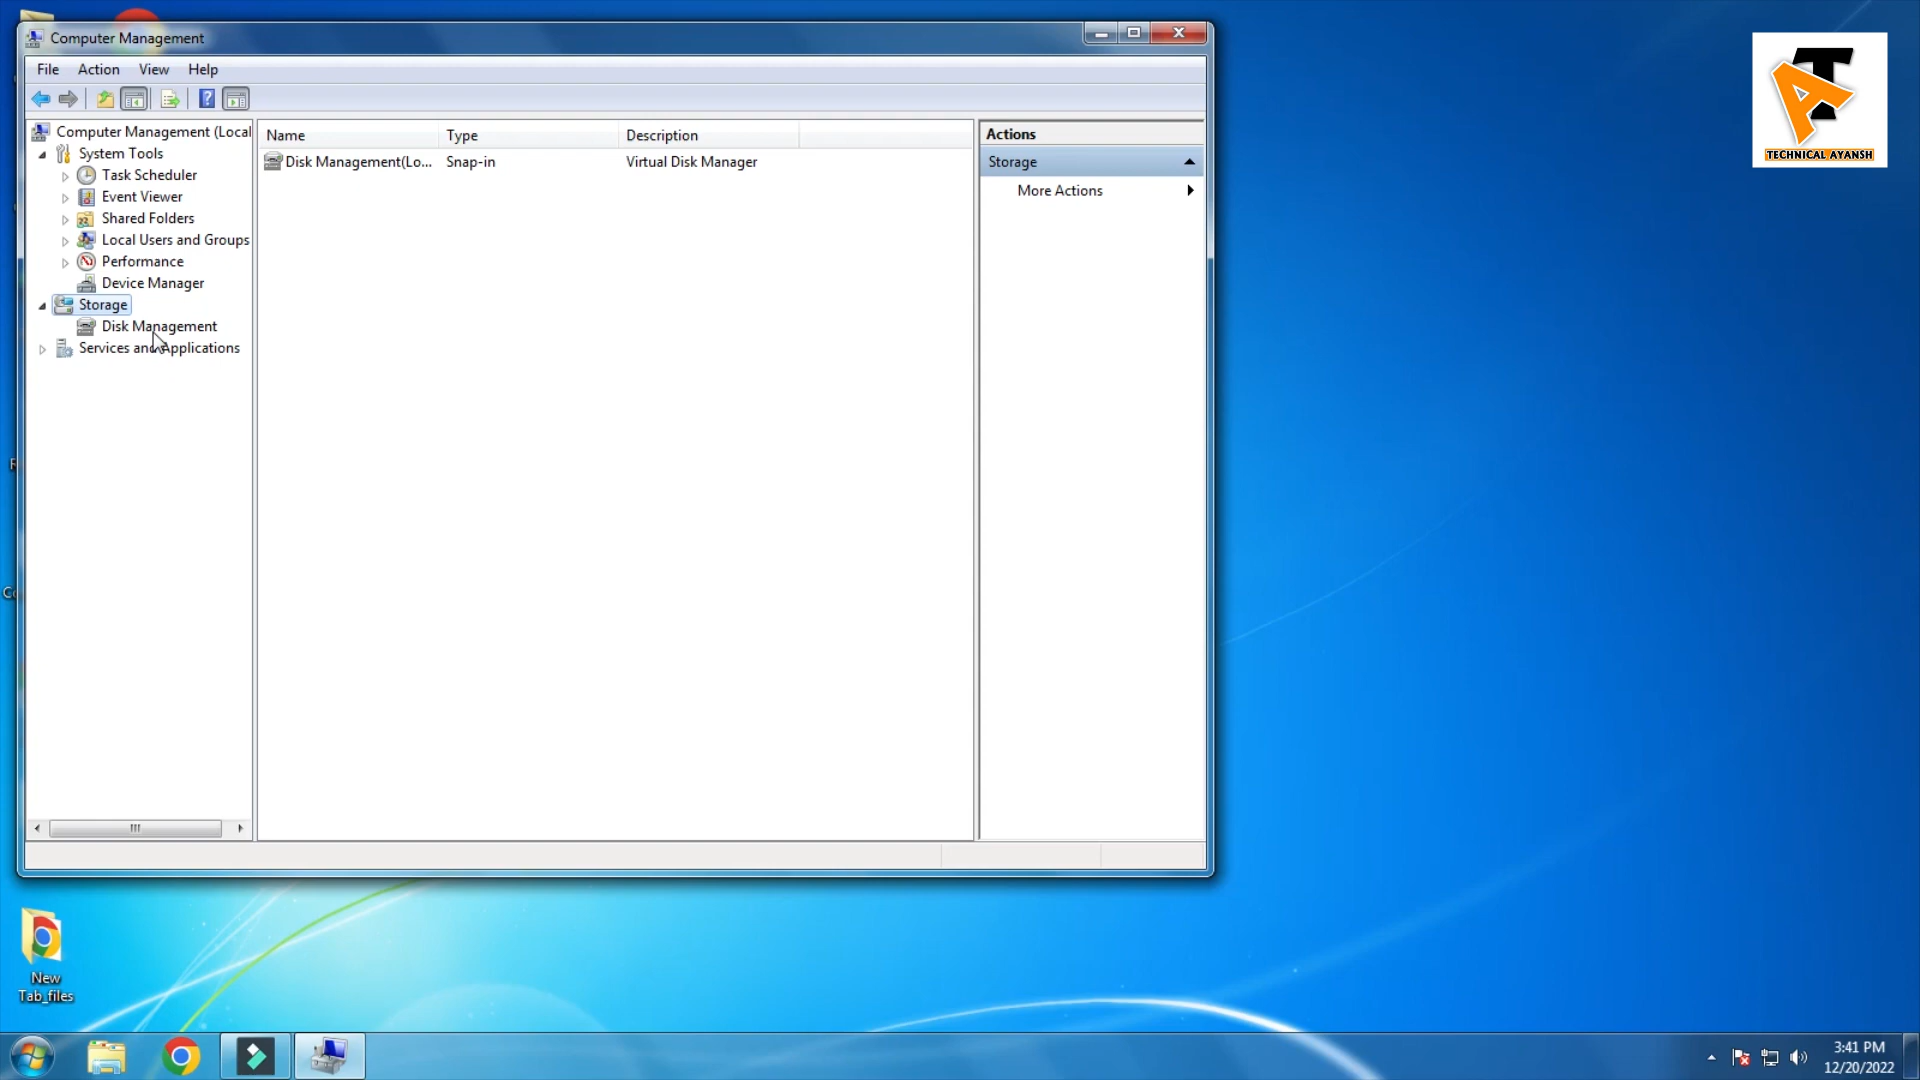 Computer Management
File Action View Help
Computer Management (Local
System Tools
Task Scheduler
Event Viewer
Shared Folders
Local Users and Groups
Performance
Device Manager
Storage
Disk Management
Services and Applications
Name Type Description
Disk Management(Lo... Snap-in Virtual Disk Manager
Actions
Storage
More Actions
TECHNICAL AYANSH
New
Tab_files
3:41 PM
12/20/2022